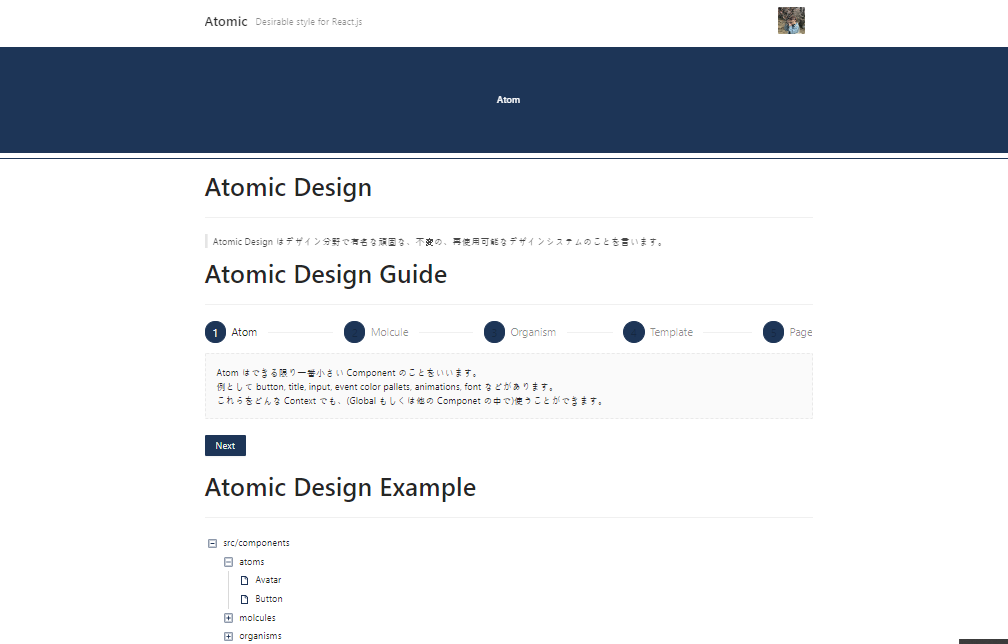 Atomic Desirable style for React.js
Atom
Atomic Design
Atomic Design はデザイン分野で有名な頑固な、不変の、再使用可能なデザインシステムのことを言います。
Atomic Design Guide
1 Atom Molcule Organism Template Page
Atom はできる限り一番小さい Component のことをいいます。
例として button, title, input, event color pallets, animations, font などがあります。
これらをどんな Context でも、(Global もしくは他の Componet の中で)使うことができます。
Next
Atomic Design Example
src/components
atoms
Avatar
Button
molcules
organisms